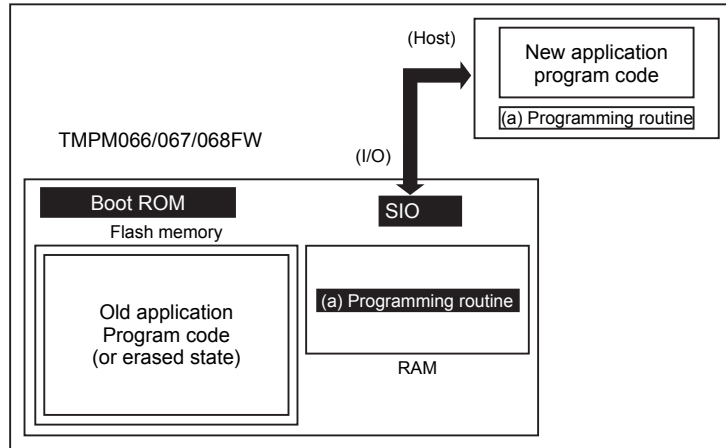 (Host)
New application
program code
(a) Programming routine
TMPM066/067/068FW
(I/O)
Boot ROM
SIO
Flash memory
Old application
Program code
(or erased state)
(a) Programming routine
RAM